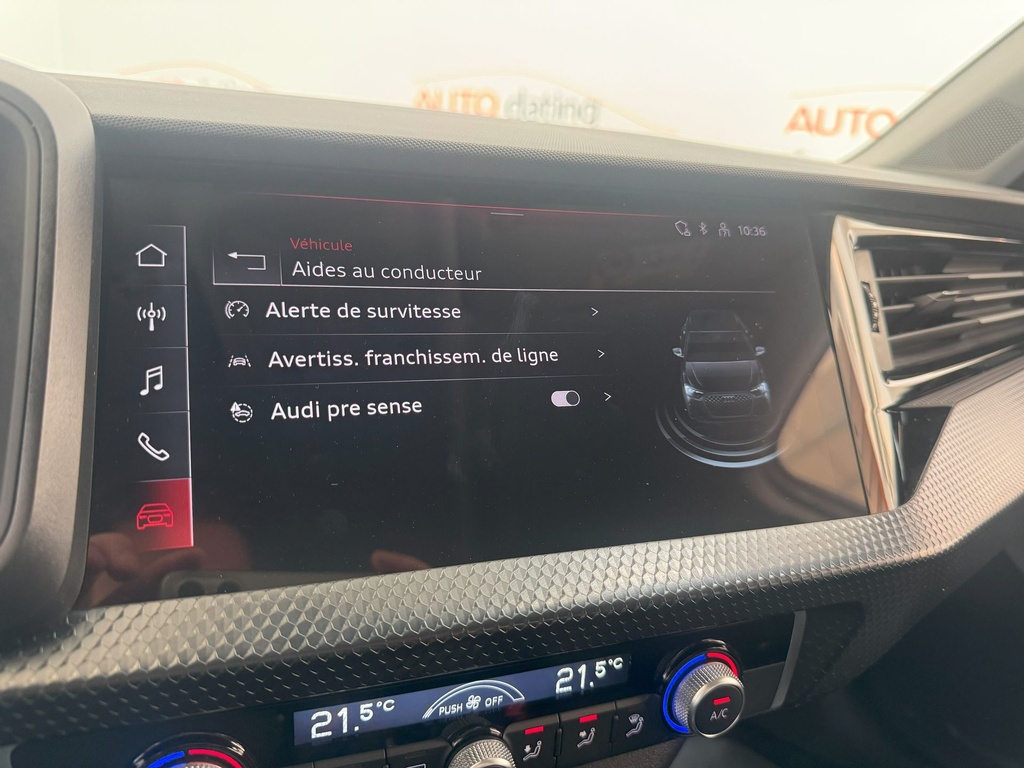 AUTO
AUTO
10:36
Véhicule
Aides au conducteur
Alerte de survitesse
Avertiss. franchissem. de ligne
Audi pre sense
21.5°C
PUSH OFF
21.5°C
A/C